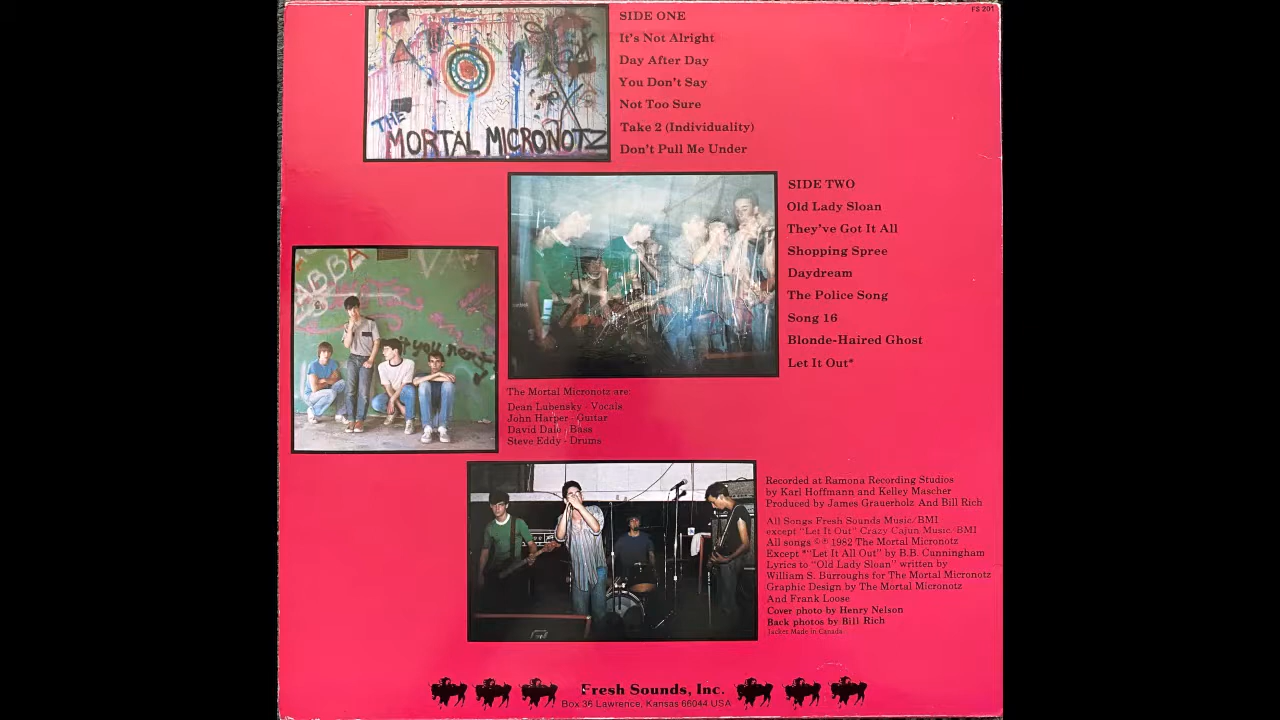 FS 201
THE
MORTAL MICRONOTZ
SIDE ONE
It's Not Alright
Day After Day
You Don't Say
Not Too Sure
Take 2 (Individuality)
Don't Pull Me Under
SIDE TWO
Old Lady Sloan
They've Got It All
Shopping Spree
Daydream
The Police Song
Song 16
Blonde-Haired Ghost
Let It Out*
ABBA
The Mortal Micronotz are:
Dean Lubensky - Vocals
John Harper - Guitar
David Dale - Bass
Steve Eddy - Drums
Recorded at Ramona Recording Studios
by Karl Hoffmann and Kelley Mascher
Produced by James Grauerholz And Bill Rich
All Songs Fresh Sounds Music/BMI
except "Let It Out" Crazy Cajun Music/BMI
All songs ©℗ 1982 The Mortal Micronotz
Except *"Let It All Out" by B.B. Cunningham
Lyrics to "Old Lady Sloan" written by
William S. Burroughs for The Mortal Micronotz
Graphic Design by The Mortal Micronotz
And Frank Loose
Cover photo by Henry Nelson
Back photos by Bill Rich
Jacket Made in Canada
Fresh Sounds, Inc.
Box 36 Lawrence, Kansas 66044 USA